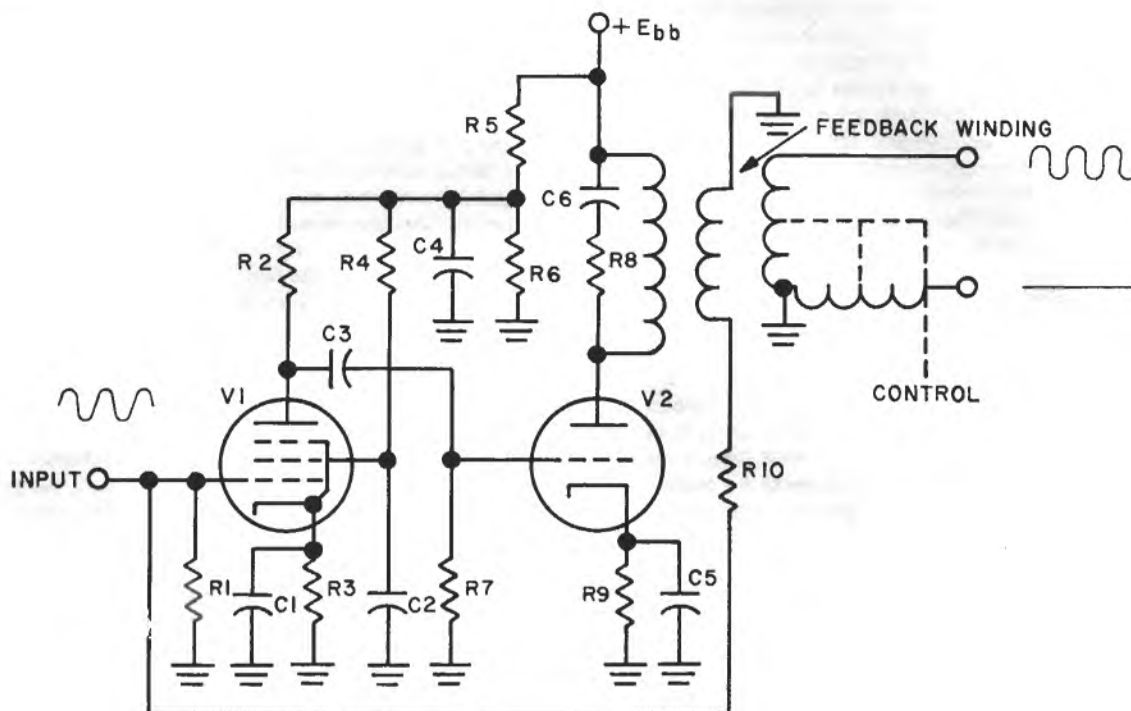 + Ebb
R5
FEEDBACK WINDING
C6
R2
R4
C4
R6
R8
C3
CONTROL
V1
V2
INPUT
R10
R1
C1
R3
C2
R7
R9
C5